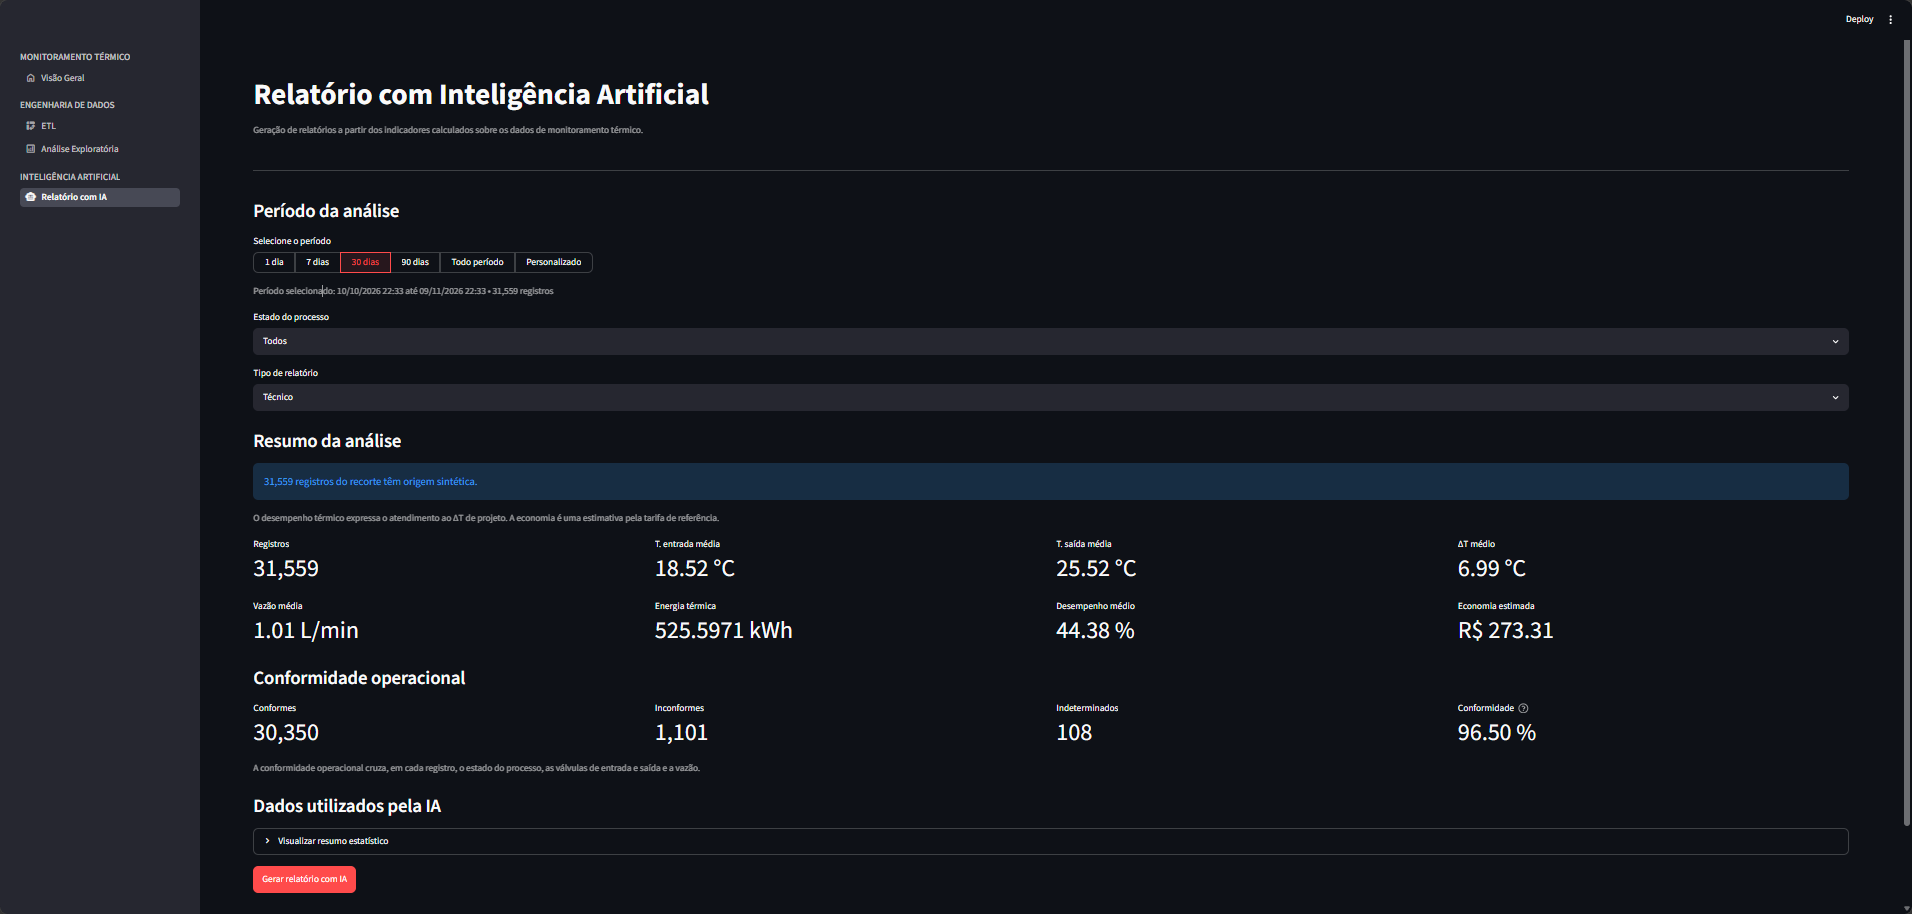 Deploy
MONITORAMENTO TÉRMICO
Visão Geral
ENGENHARIA DE DADOS
ETL
Análise Exploratória
INTELIGÊNCIA ARTIFICIAL
Relatório com IA
Relatório com Inteligência Artificial
Geração de relatórios a partir dos indicadores calculados sobre os dados de monitoramento térmico.
Período da análise
Selecione o período
1 dia 7 dias 30 dias 90 dias Todo período Personalizado
Período selecionado: 10/10/2026 22:33 até 09/11/2026 22:33 • 31,559 registros
Estado do processo
Todos
Tipo de relatório
Técnico
Resumo da análise
31,559 registros do recorte têm origem sintética.
O desempenho térmico expressa o atendimento ao ΔT de projeto. A economia é uma estimativa pela tarifa de referência.
Registros T. entrada média T. saída média ΔT médio
31,559 18.52 °C 25.52 °C 6.99 °C
Vazão média Energia térmica Desempenho médio Economia estimada
1.01 L/min 525.5971 kWh 44.38 % R$ 273.31
Conformidade operacional
Conformes Inconformes Indeterminados Conformidade
30,350 1,101 108 96.50 %
A conformidade operacional cruza, em cada registro, o estado do processo, as válvulas de entrada e saída e a vazão.
Dados utilizados pela IA
Visualizar resumo estatístico
Gerar relatório com IA